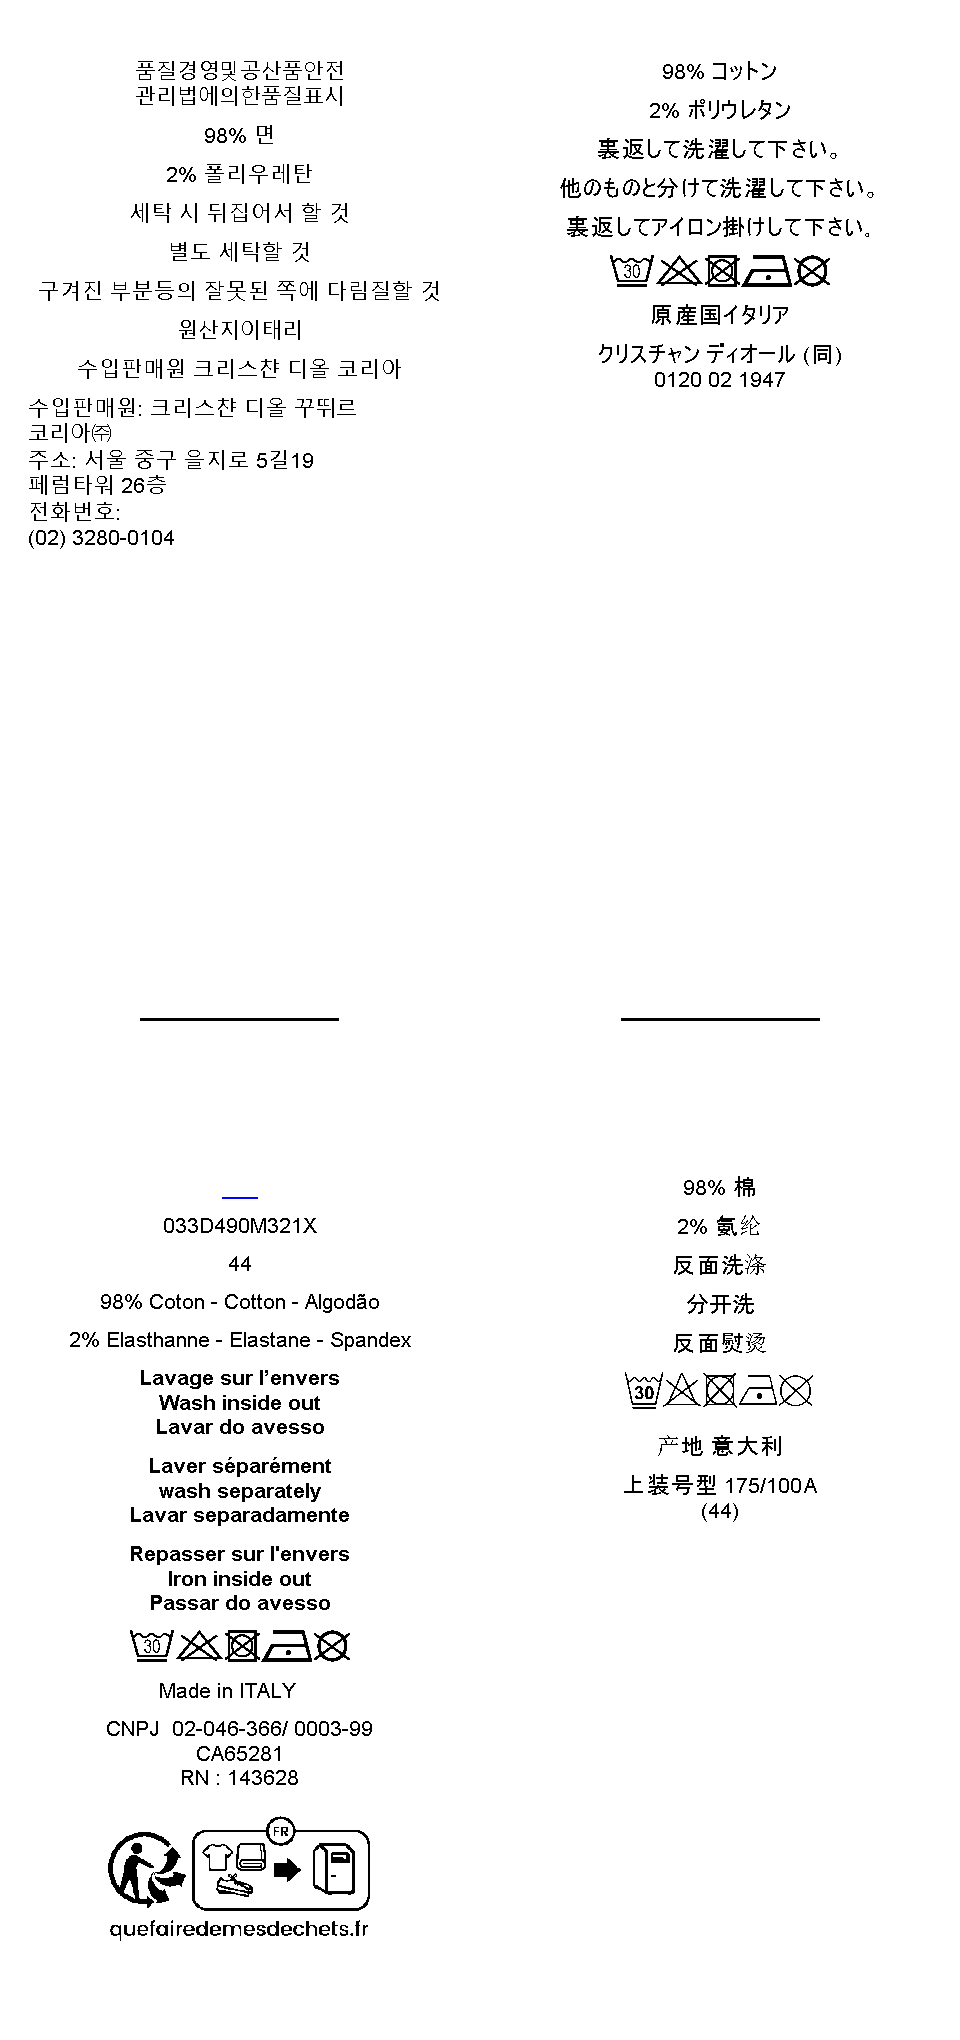 품질경영및공산품안전
관리법에의한품질표시
98% 면
2% 폴리우레탄
세탁 시 뒤집어서 할 것
별도 세탁할 것
구겨진 부분등의 잘못된 쪽에 다림질할 것
원산지이태리
수입판매원 크리스챤 디올 코리아
수입판매원: 크리스챤 디올 꾸뛰르
코리아㈜
주소: 서울 중구 을지로 5길19
페럼타워 26층
전화번호:
(02) 3280-0104
98% コットン
2% ポリウレタン
裏返して洗濯して下さい。
他のものと分けて洗濯して下さい。
裏返してアイロン掛けして下さい。
30
原産国イタリア
クリスチャン ディオール (同)
0120 02 1947
033D490M321X
44
98% Coton - Cotton - Algodão
2% Elasthanne - Elastane - Spandex
Lavage sur l’envers
Wash inside out
Lavar do avesso
Laver séparément
wash separately
Lavar separadamente
Repasser sur l'envers
Iron inside out
Passar do avesso
30
Made in ITALY
CNPJ 02-046-366/ 0003-99
CA65281
RN : 143628
FR
quefairedemesdechets.fr
98% 棉
2% 氨纶
反面洗涤
分开洗
反面熨烫
30
产地 意大利
上装号型 175/100A
(44)